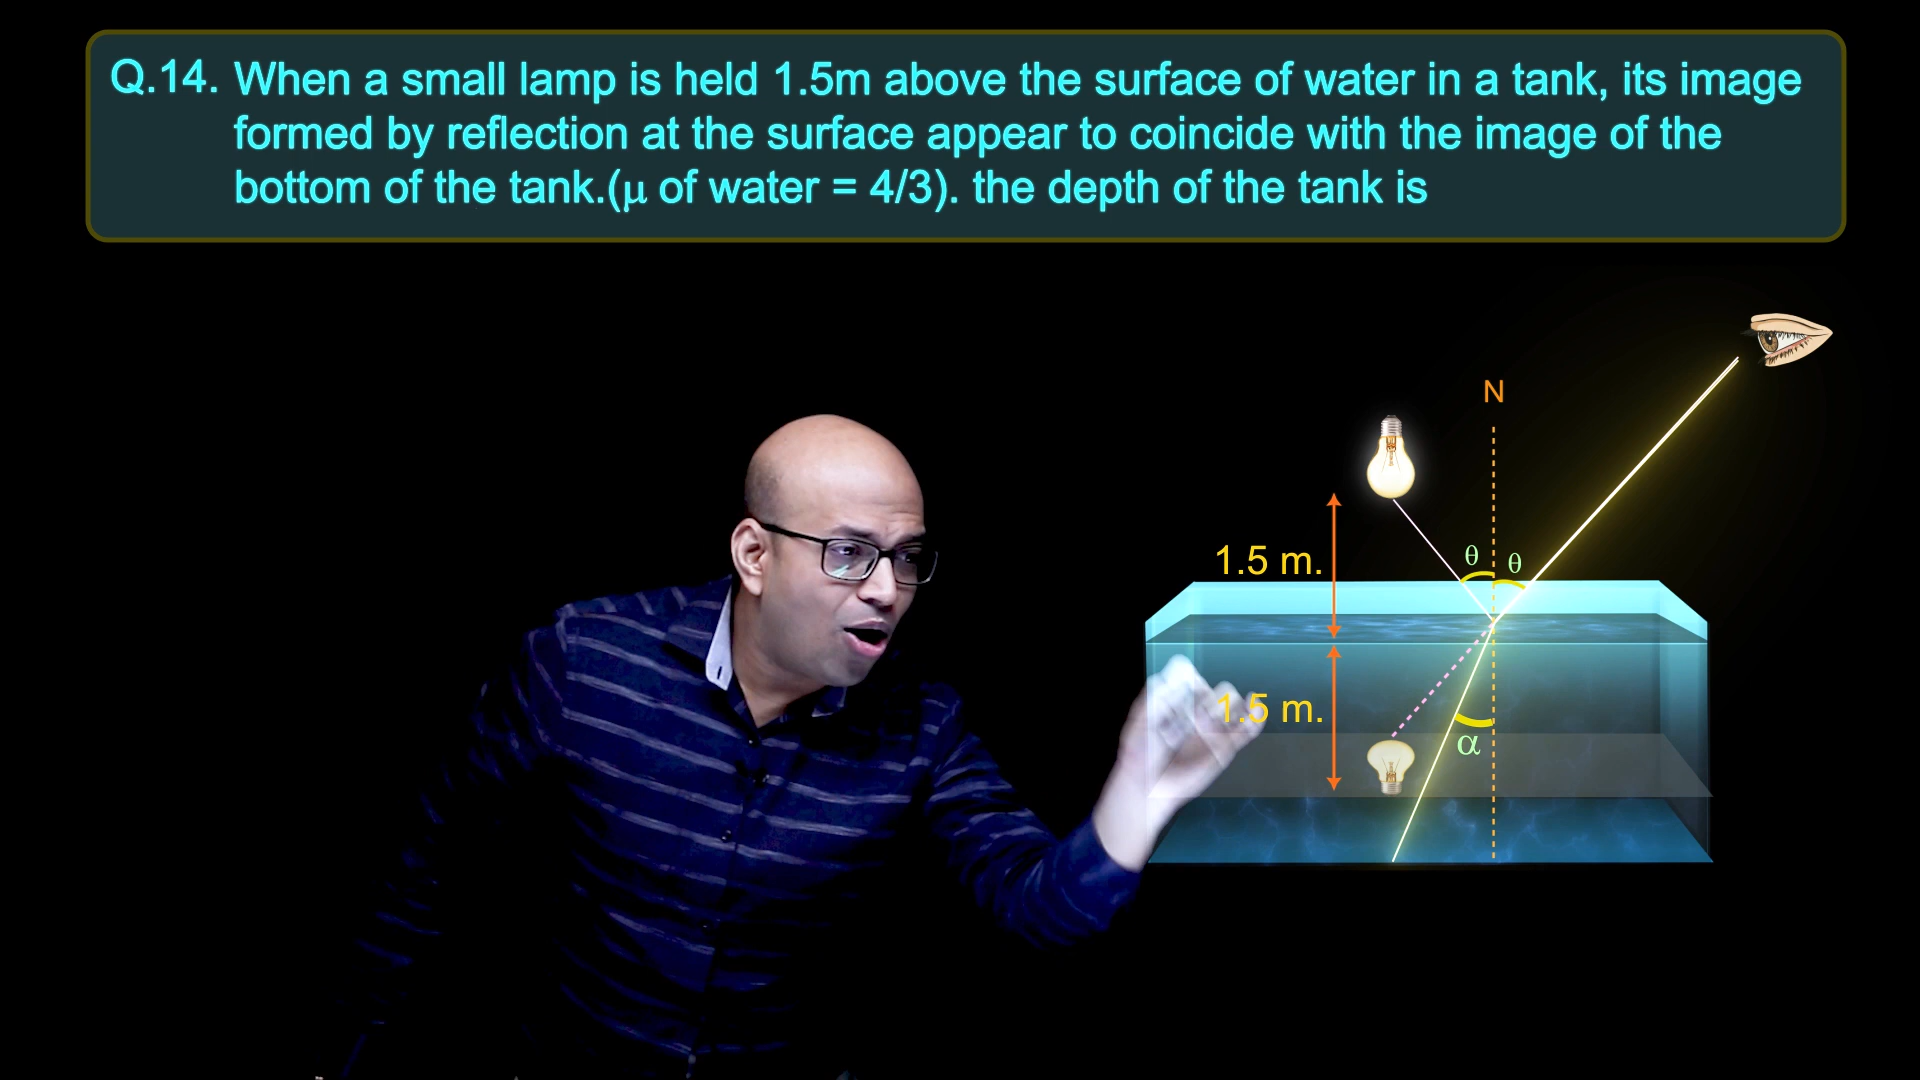 Q.14. When a small lamp is held 1.5m above the surface of water in a tank, its image
formed by reflection at the surface appear to coincide with the image of the
bottom of the tank.(μ of water = 4/3). the depth of the tank is
N
θ θ
1.5 m.
1.5 m.
α